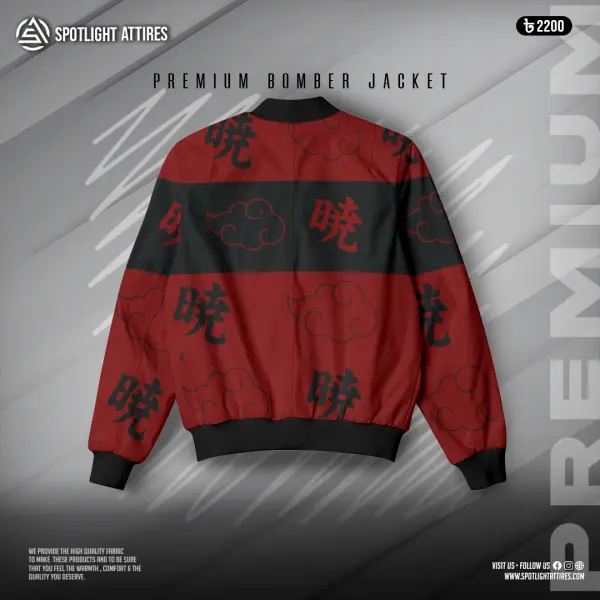 SPOTLIGHT ATTIRES
৳ 2200
PREMIUM BOMBER JACKET
暁
暁
暁
暁
暁
暁
暁
暁
PREMIUM
WE PROVIDE THE HIGH QUALITY FABRIC
TO MAKE THESE PRODUCTS AND TO BE SURE
THAT YOU FEEL THE WARMTH , COMFORT & THE
QUALITY YOU DESERVE.
VISIT US • FOLLOW US
WWW.SPOTLIGHTATTIRES.COM